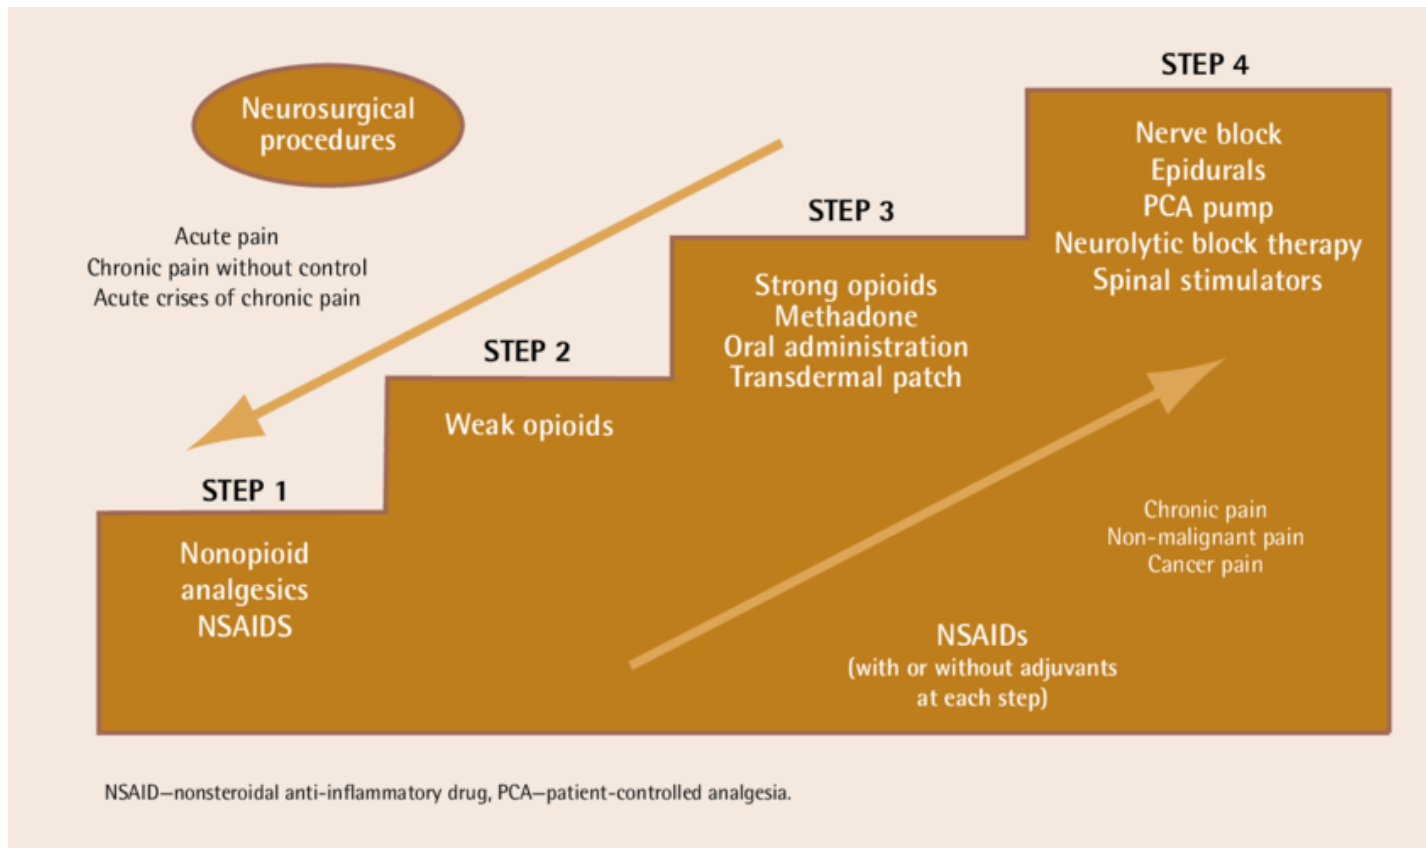 Neurosurgical
procedures
Acute pain
Chronic pain without control
Acute crises of chronic pain
STEP 1
Nonopioid
analgesics
NSAIDS
STEP 2
Weak opioids
STEP 3
Strong opioids
Methadone
Oral administration
Transdermal patch
STEP 4
Nerve block
Epidurals
PCA pump
Neurolytic block therapy
Spinal stimulators
Chronic pain
Non-malignant pain
Cancer pain
NSAIDs
(with or without adjuvants
at each step)
NSAID—nonsteroidal anti-inflammatory drug, PCA—patient-controlled analgesia.